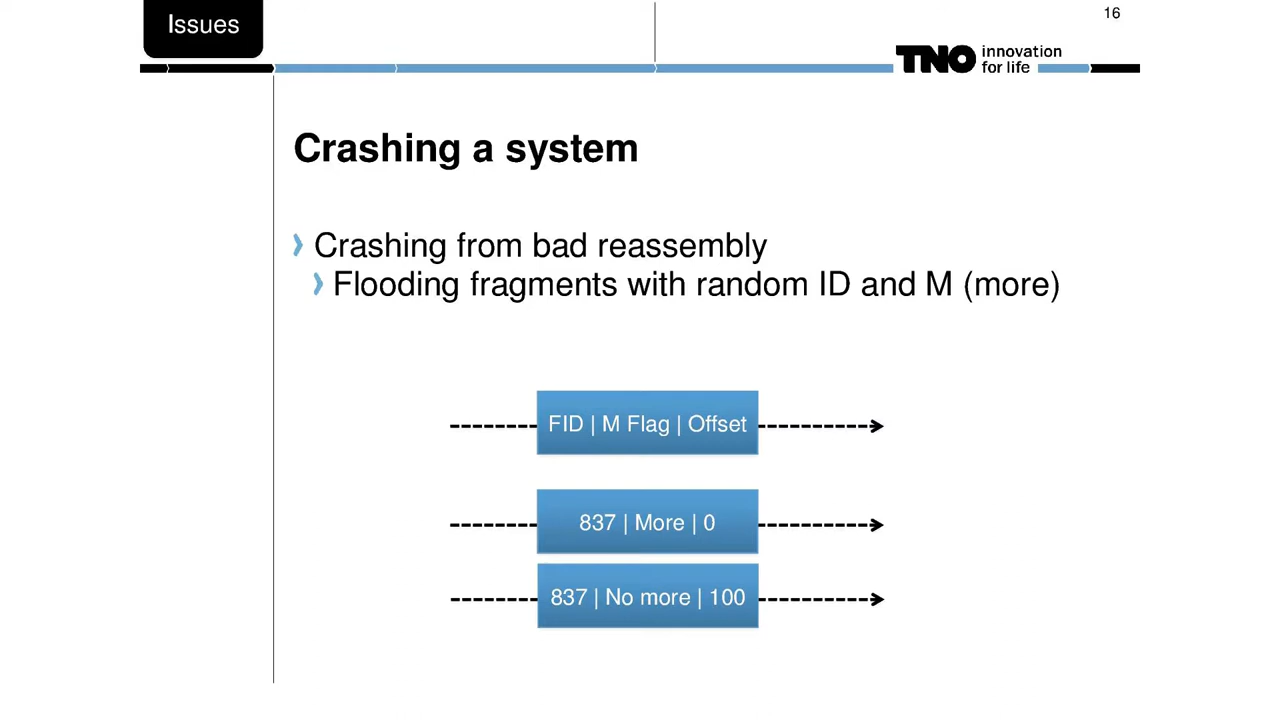 Issues
16
TNO innovation
for life
Crashing a system
Crashing from bad reassembly
Flooding fragments with random ID and M (more)
FID | M Flag | Offset
837 | More | 0
837 | No more | 100